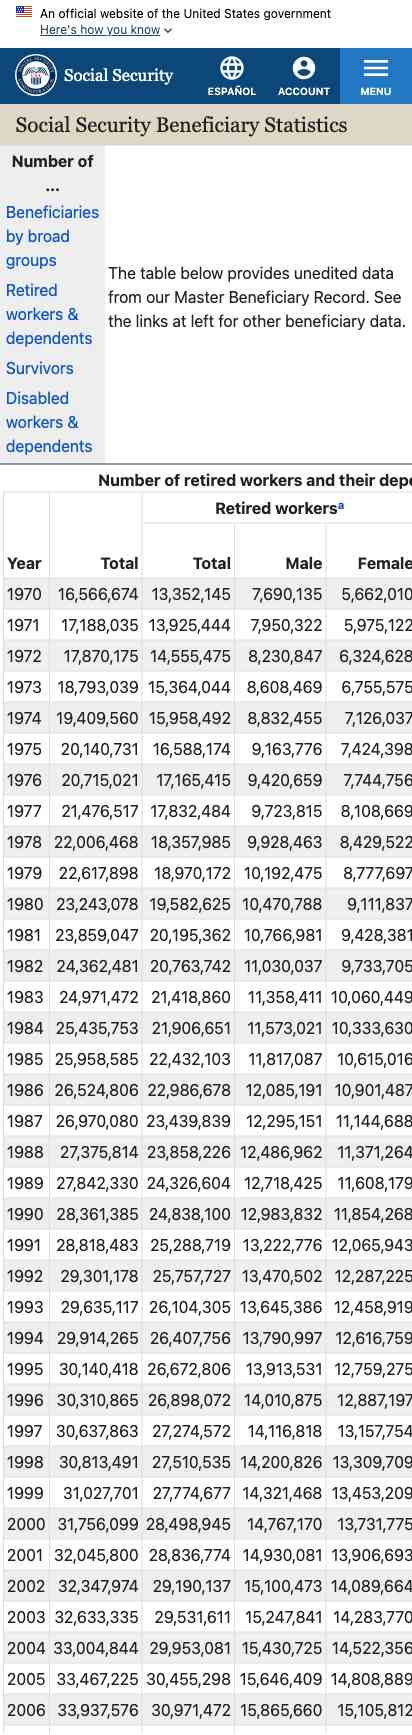 An official website of the United States government
Here's how you know
Social Security
ESPAÑOL
ACCOUNT
MENU
Social Security Beneficiary Statistics
Number of
...
Beneficiaries
by broad
groups
Retired
workers &
dependents
Survivors
Disabled
workers &
dependents
The table below provides unedited data
from our Master Beneficiary Record. See
the links at left for other beneficiary data.
Number of retired workers and their depe
Retired workersa
Year Total Total Male Female
1970 16,566,674 13,352,145 7,690,135 5,662,010
1971 17,188,035 13,925,444 7,950,322 5,975,122
1972 17,870,175 14,555,475 8,230,847 6,324,628
1973 18,793,039 15,364,044 8,608,469 6,755,575
1974 19,409,560 15,958,492 8,832,455 7,126,037
1975 20,140,731 16,588,174 9,163,776 7,424,398
1976 20,715,021 17,165,415 9,420,659 7,744,756
1977 21,476,517 17,832,484 9,723,815 8,108,669
1978 22,006,468 18,357,985 9,928,463 8,429,522
1979 22,617,898 18,970,172 10,192,475 8,777,697
1980 23,243,078 19,582,625 10,470,788 9,111,837
1981 23,859,047 20,195,362 10,766,981 9,428,381
1982 24,362,481 20,763,742 11,030,037 9,733,705
1983 24,971,472 21,418,860 11,358,411 10,060,449
1984 25,435,753 21,906,651 11,573,021 10,333,630
1985 25,958,585 22,432,103 11,817,087 10,615,016
1986 26,524,806 22,986,678 12,085,191 10,901,487
1987 26,970,080 23,439,839 12,295,151 11,144,688
1988 27,375,814 23,858,226 12,486,962 11,371,264
1989 27,842,330 24,326,604 12,718,425 11,608,179
1990 28,361,385 24,838,100 12,983,832 11,854,268
1991 28,818,483 25,288,719 13,222,776 12,065,943
1992 29,301,178 25,757,727 13,470,502 12,287,225
1993 29,635,117 26,104,305 13,645,386 12,458,919
1994 29,914,265 26,407,756 13,790,997 12,616,759
1995 30,140,418 26,672,806 13,913,531 12,759,275
1996 30,310,865 26,898,072 14,010,875 12,887,197
1997 30,637,863 27,274,572 14,116,818 13,157,754
1998 30,813,491 27,510,535 14,200,826 13,309,709
1999 31,027,701 27,774,677 14,321,468 13,453,209
2000 31,756,099 28,498,945 14,767,170 13,731,775
2001 32,045,800 28,836,774 14,930,081 13,906,693
2002 32,347,974 29,190,137 15,100,473 14,089,664
2003 32,633,335 29,531,611 15,247,841 14,283,770
2004 33,004,844 29,953,081 15,430,725 14,522,356
2005 33,467,225 30,455,298 15,646,409 14,808,889
2006 33,937,576 30,971,472 15,865,660 15,105,812